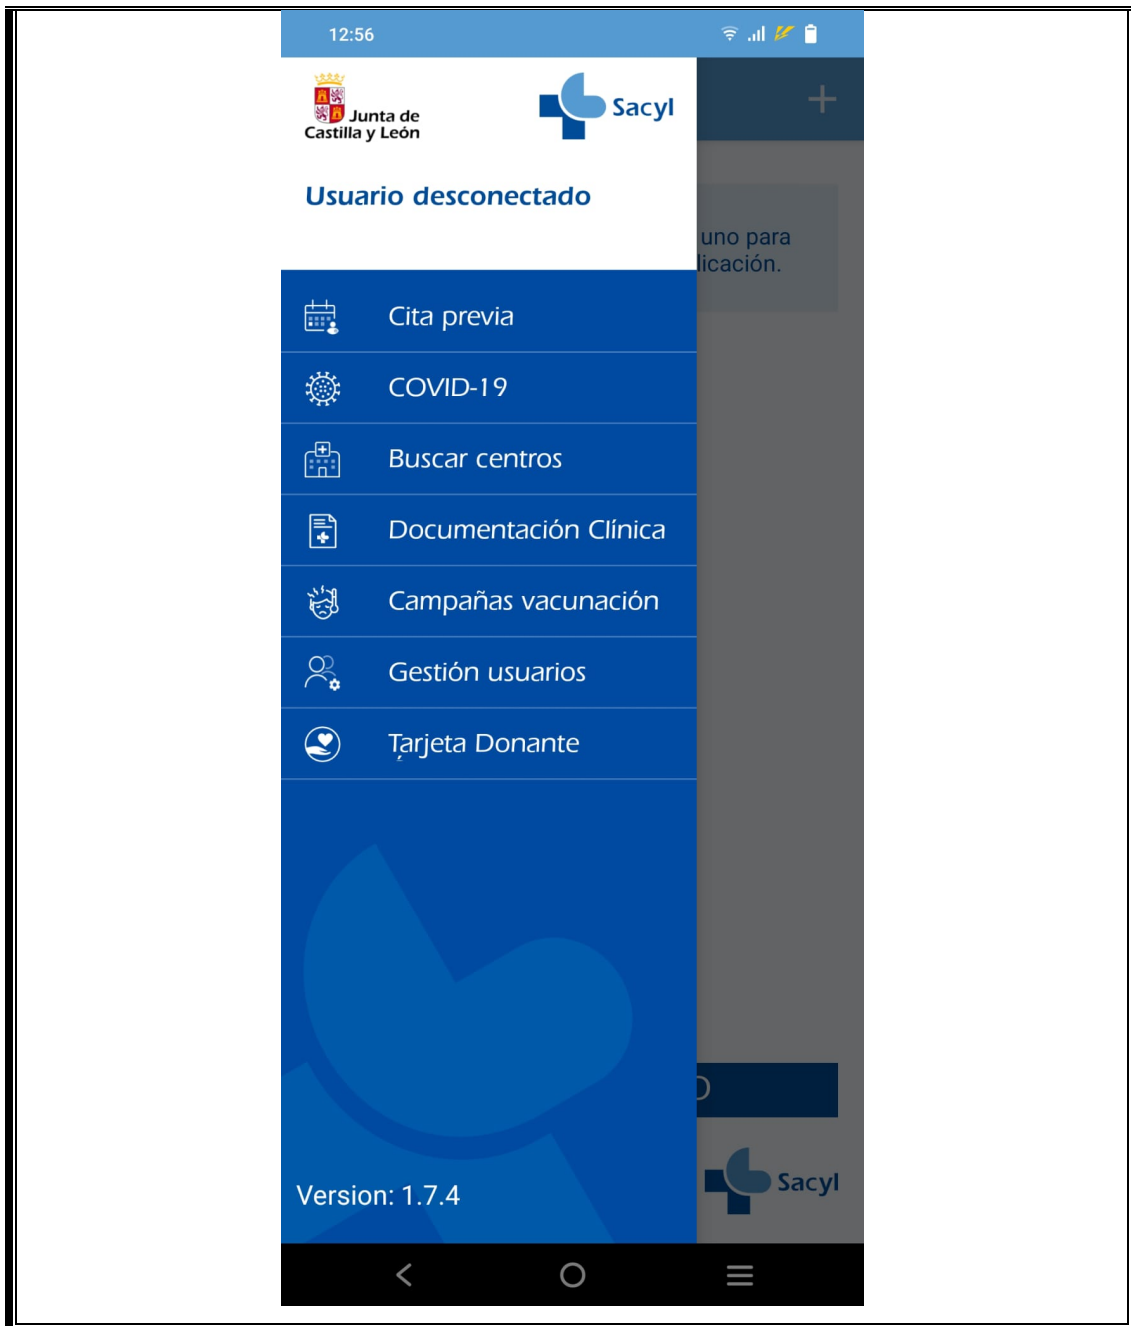 12:56
Junta de
Castilla y León
Sacyl
Usuario desconectado
uno para
licación.
Cita previa
COVID-19
Buscar centros
Documentación Clínica
Campañas vacunación
Gestión usuarios
Tarjeta Donante
Version: 1.7.4
Sacyl